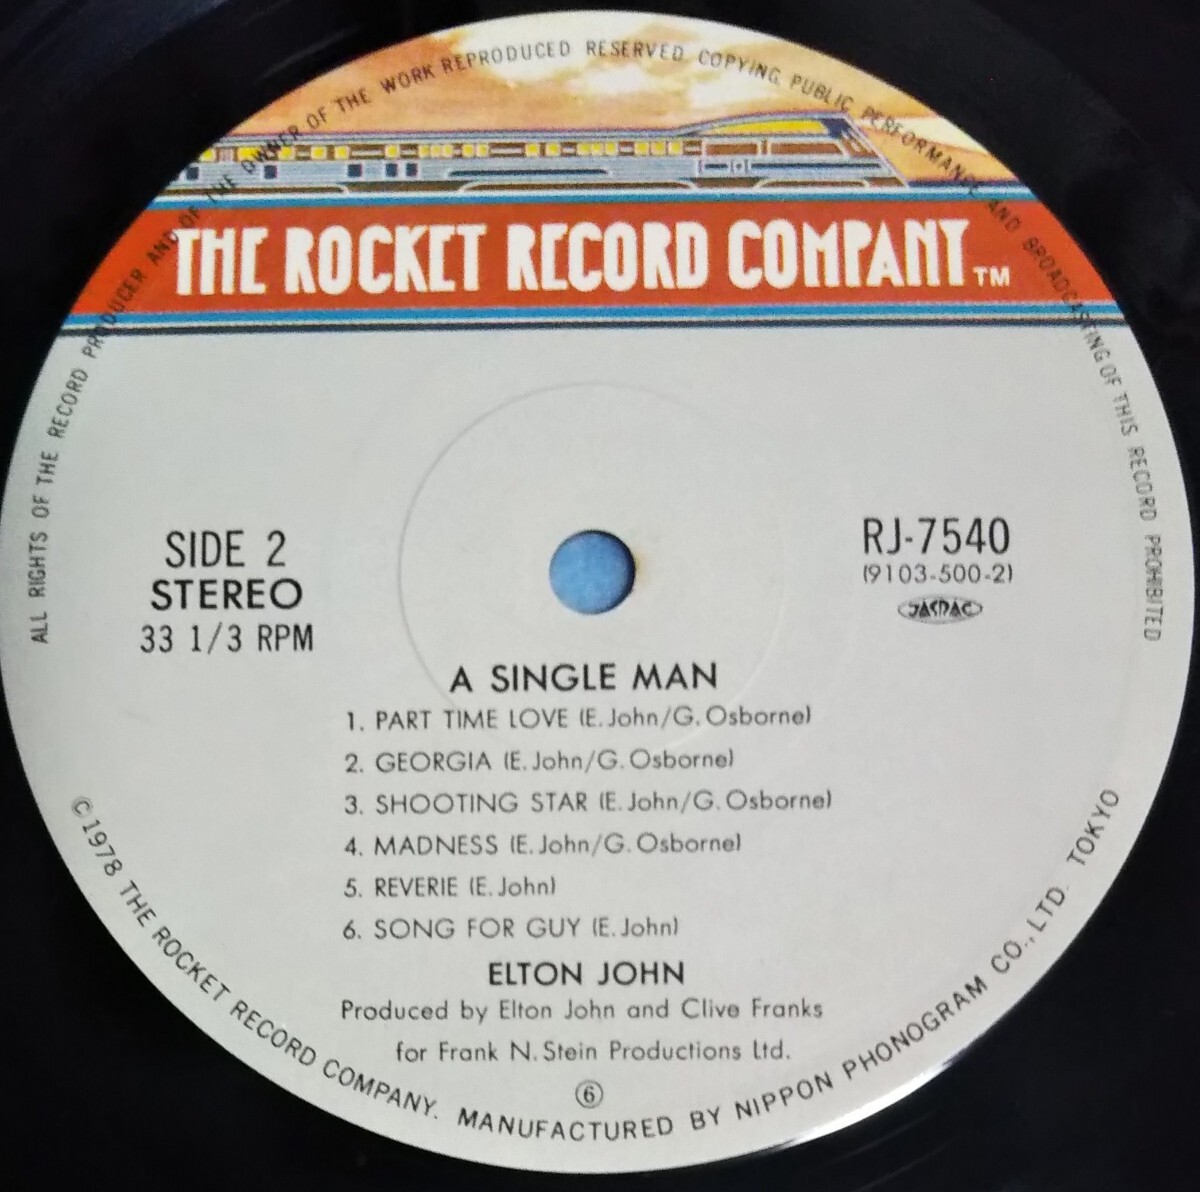 ALL RIGHTS OF THE RECORD PRODUCER AND OF THE OWNER OF THE WORK REPRODUCED RESERVED. COPYING, PUBLIC PERFORMANCE AND BROADCASTING OF THIS RECORD PROHIBITED
THE ROCKET RECORD COMPANY TM
SIDE 2
STEREO
33 1/3 RPM
RJ-7540
(9103-500-2)
JASRAC
A SINGLE MAN
1. PART TIME LOVE (E. John/G. Osborne)
2. GEORGIA (E. John/G. Osborne)
3. SHOOTING STAR (E. John/G. Osborne)
4. MADNESS (E. John/G. Osborne)
5. REVERIE (E. John)
6. SONG FOR GUY (E. John)
ELTON JOHN
Produced by Elton John and Clive Franks
for Frank N. Stein Productions Ltd.
⑥
©1978 THE ROCKET RECORD COMPANY. MANUFACTURED BY NIPPON PHONOGRAM CO., LTD. TOKYO